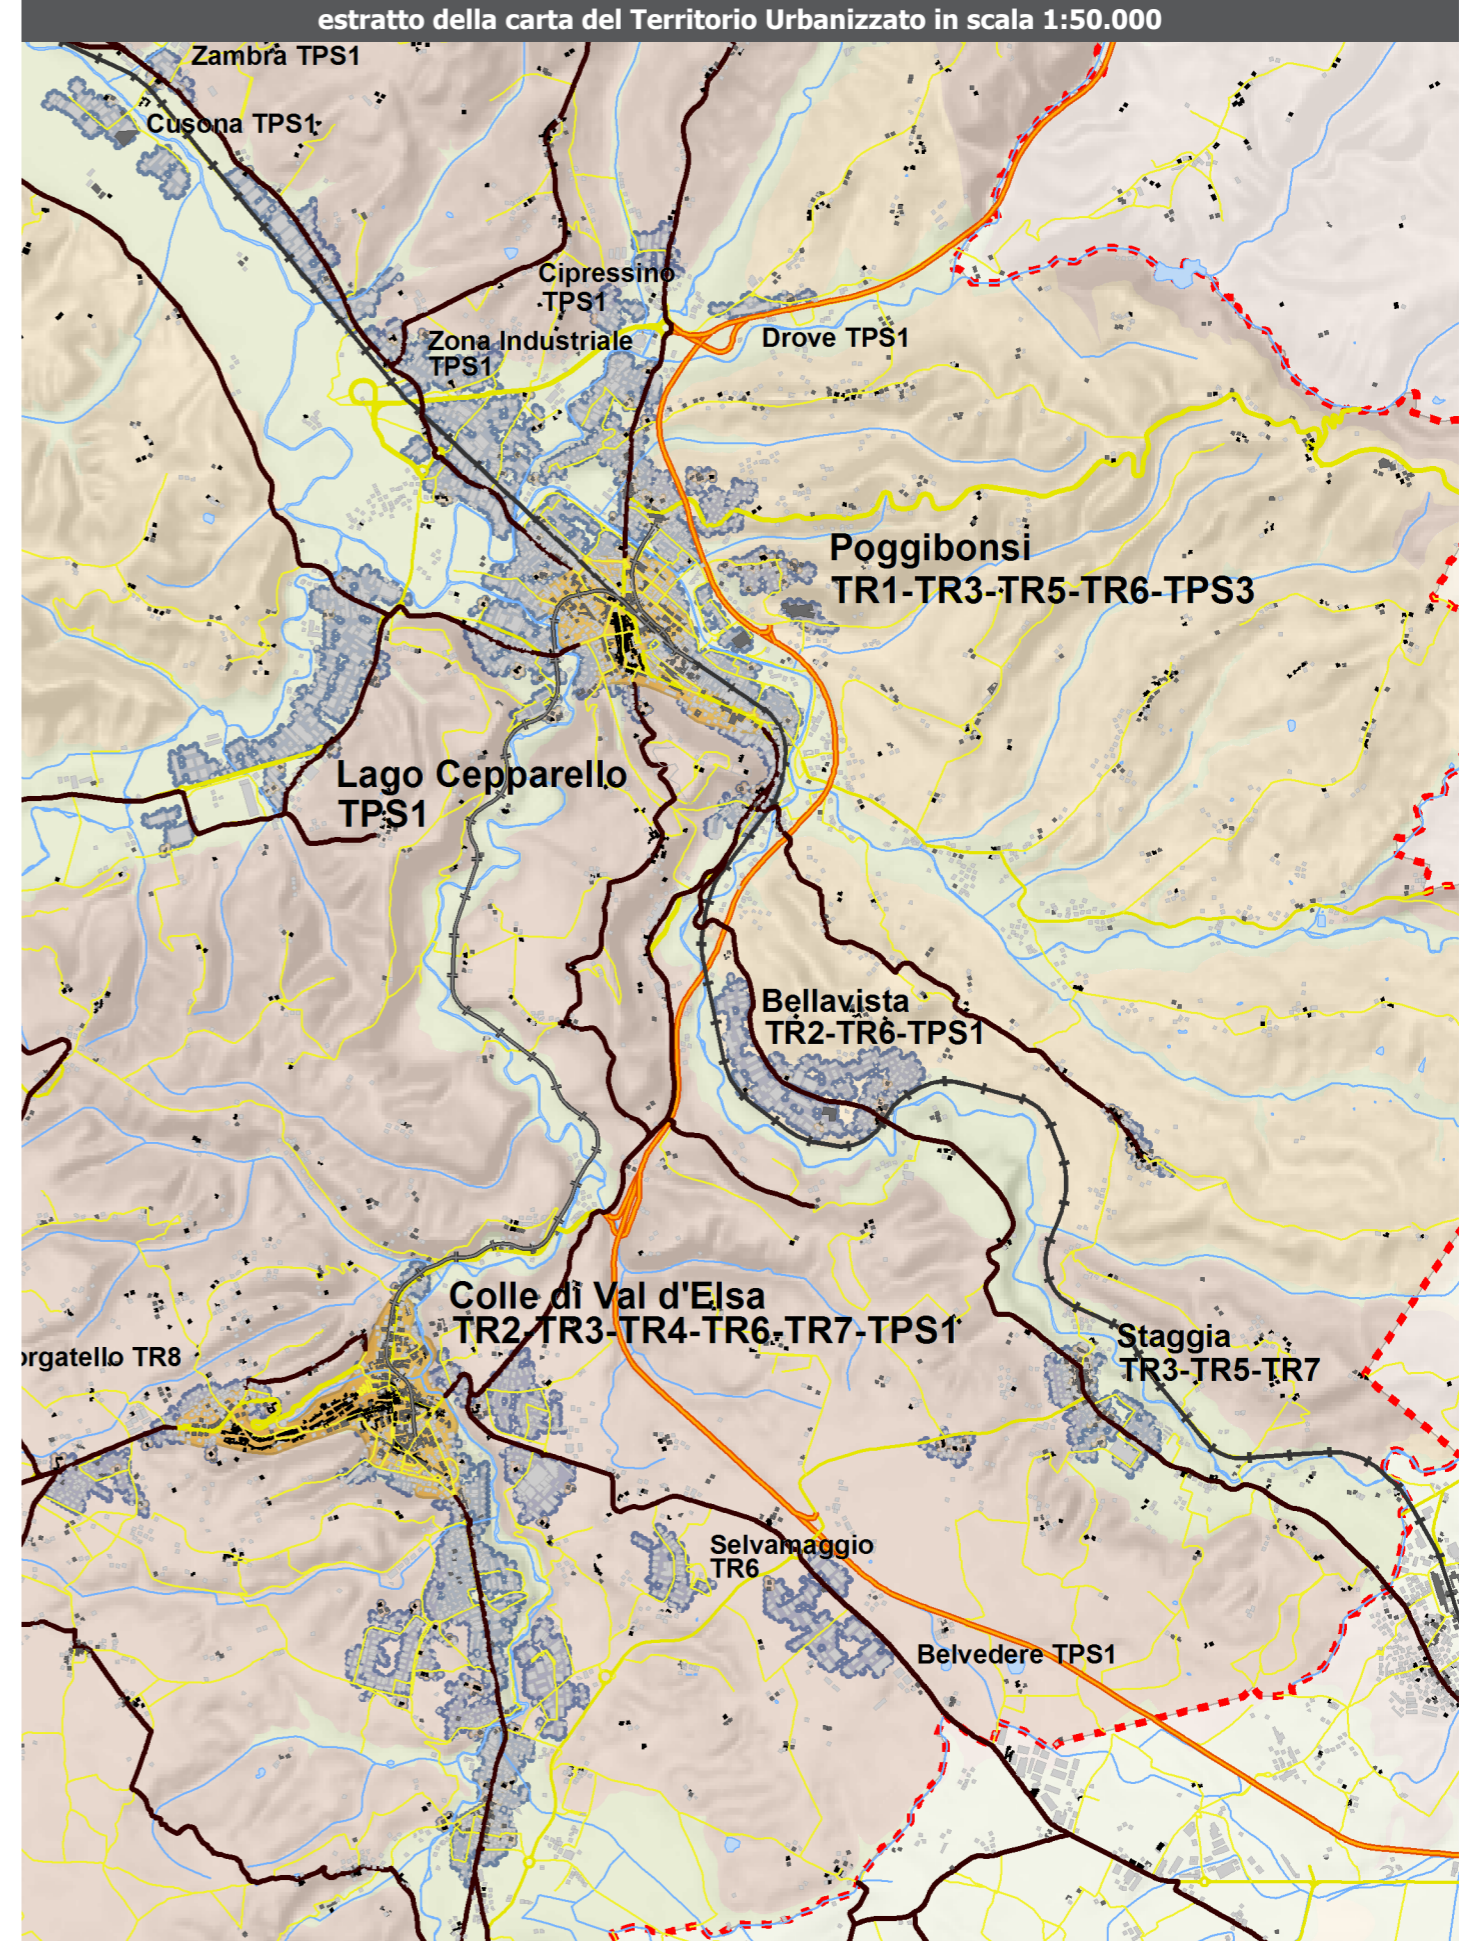 estratto della carta del Territorio Urbanizzato in scala 1:50.000
Zambra TPS1
Cusona TPS1
Cipressino
TPS1
Zona Industriale
TPS1
Drove TPS1
Poggibonsi
TR1-TR3-TR5-TR6-TPS3
Lago Cepparello
TPS1
Bellavista
TR2-TR6-TPS1
Colle di Val d'Elsa
TR2-TR3-TR4-TR6-TR7-TPS1
Staggia
TR3-TR5-TR7
orgatello TR8
Selvamaggio
TR6
Belvedere TPS1